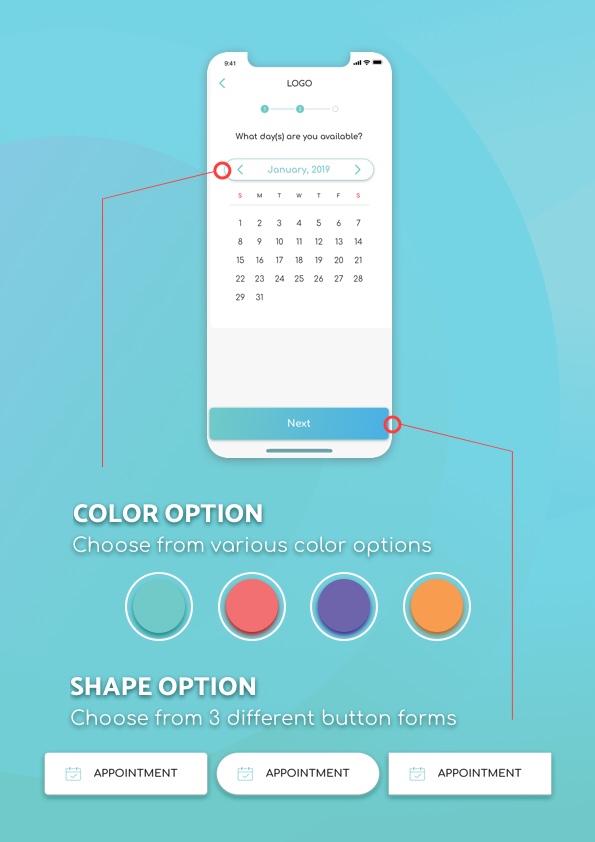 9:41
LOGO
1 2
What day(s) are you available?
January, 2019
S M T W T F S
1 2 3 4 5 6 7
8 9 10 11 12 13 14
15 16 17 18 19 20 21
22 23 24 25 26 27 28
29 31
Next
COLOR OPTION
Choose from various color options
SHAPE OPTION
Choose from 3 different button forms
APPOINTMENT APPOINTMENT APPOINTMENT